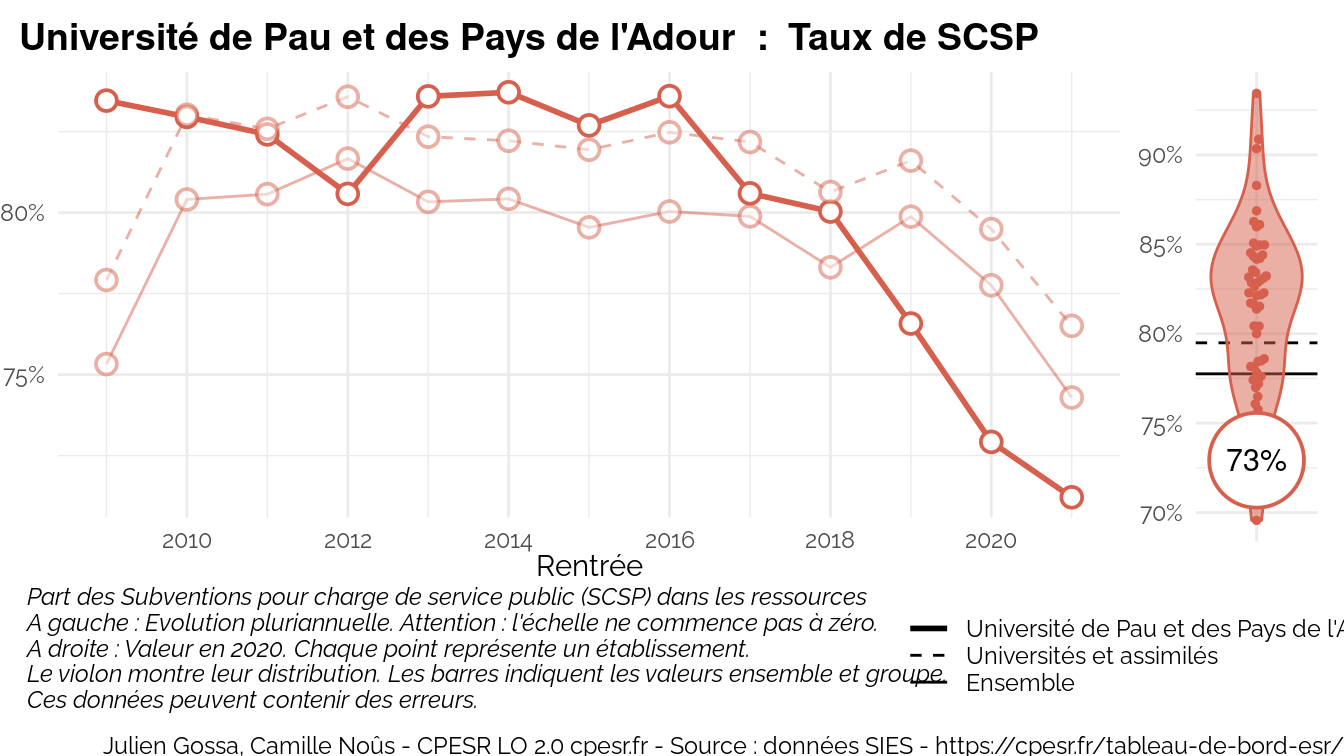 Université de Pau et des Pays de l'Adour : Taux de SCSP
80%
75%
2010 2012 2014 2016 2018 2020
Rentrée
90%
85%
80%
75%
70%
73%
Part des Subventions pour charge de service public (SCSP) dans les ressources
A gauche : Evolution pluriannuelle. Attention : l'échelle ne commence pas à zéro.
A droite : Valeur en 2020. Chaque point représente un établissement.
Le violon montre leur distribution. Les barres indiquent les valeurs ensemble et groupe.
Ces données peuvent contenir des erreurs.
Université de Pau et des Pays de l'A
Universités et assimilés
Ensemble
Julien Gossa, Camille Noûs - CPESR LO 2.0 cpesr.fr - Source : données SIES - https://cpesr.fr/tableau-de-bord-esr/